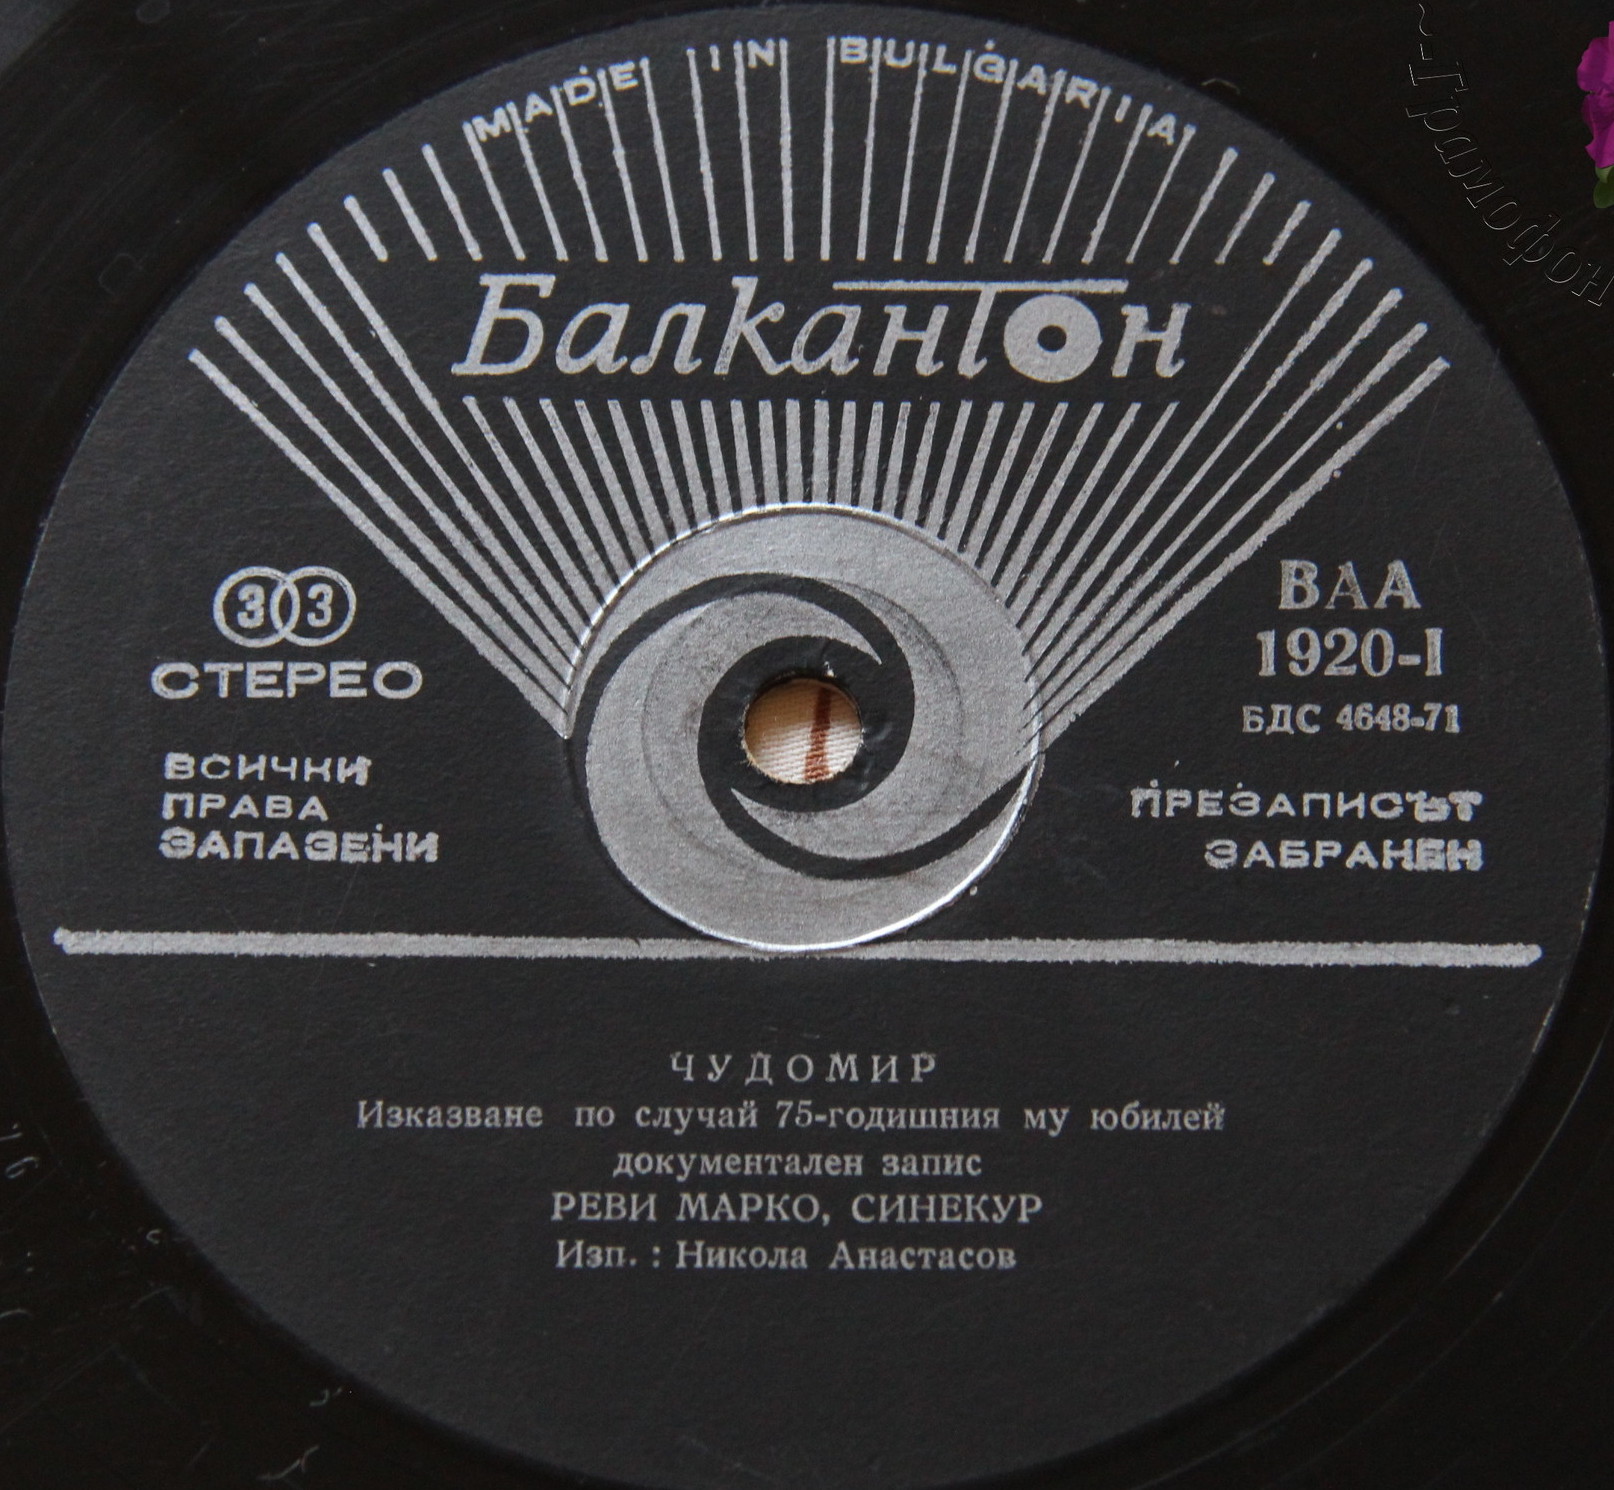 MADE IN BULGARIA
Балкантон
33
СТЕРЕО
ВСИЧКИ
ПРАВА
ЗАПАЗЕНИ
ВАА
1920-I
БДС 4648-71
ПРЕЗАПИСЪТ
ЗАБРАНЕН
ЧУДОМИР
Изказване по случай 75-годишния му юбилей
документален запис
РЕВИ МАРКО, СИНЕКУР
Изп. : Никола Анастасов
~Грамофон